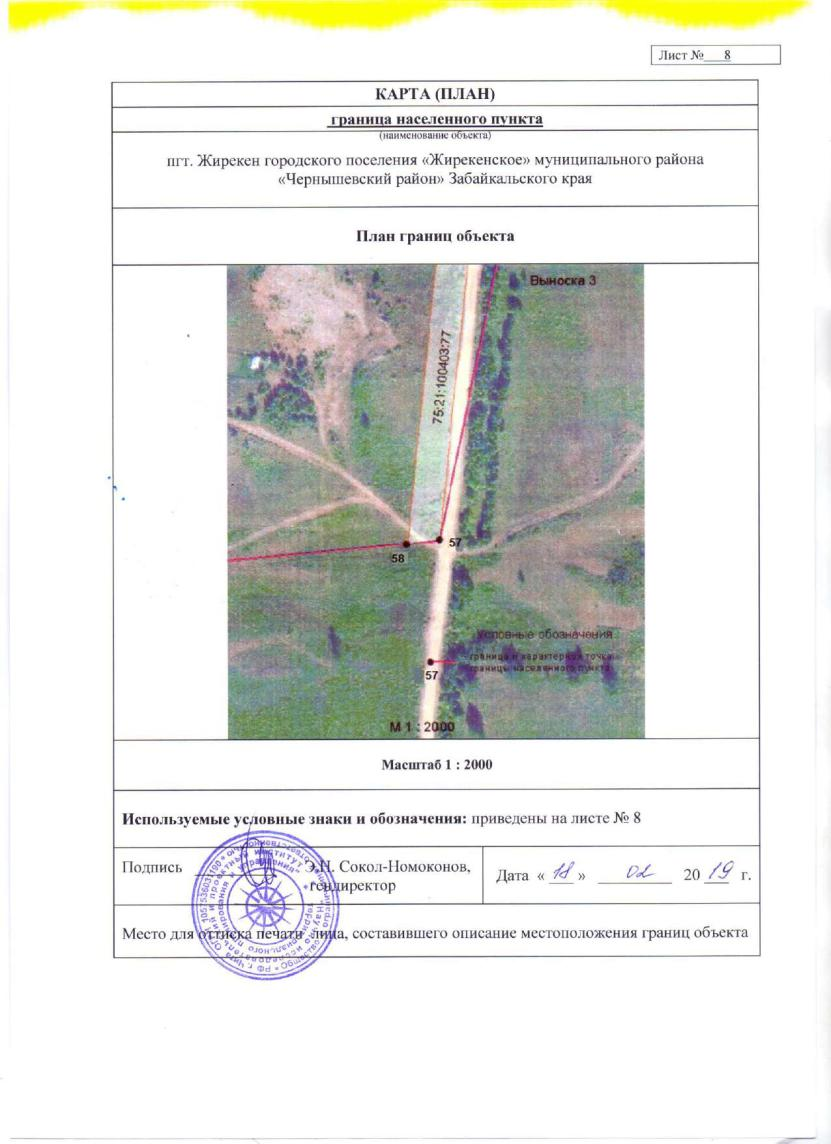 Лист № 8
КАРТА (ПЛАН)
граница населенного пункта
(наименование объекта)
пгт. Жирекен городского поселения «Жирекенское» муниципального района
«Чернышевский район» Забайкальского края
План границ объекта
Выноска 3
75:21:100403:77
57
58
Условные обозначения
граница и характерная точка
границы населенного пункта
57
М 1 : 2000
Масштаб 1 : 2000
Используемые условные знаки и обозначения: приведены на листе № 8
Подпись Э.Н. Сокол-Номоконов,
гендиректор
Дата « 18 » 02 20 19 г.
Место для оттиска печати лица, составившего описание местоположения границ объекта